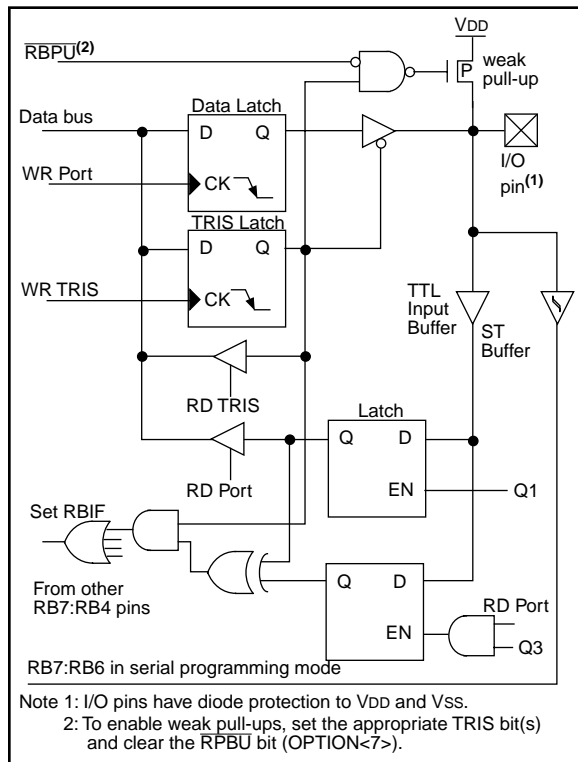 VDD
RBPU(2)
P
weak
pull-up
Data Latch
Data bus
D
Q
I/O
pin(1)
WR Port
CK
TRIS Latch
D
Q
WR TRIS
CK
TTL
Input
Buffer
ST
Buffer
RD TRIS
Latch
Q
D
RD Port
EN
Q1
Set RBIF
From other
RB7:RB4 pins
Q
D
RD Port
EN
Q3
RB7:RB6 in serial programming mode
Note 1: I/O pins have diode protection to VDD and VSS.
2: To enable weak pull-ups, set the appropriate TRIS bit(s)
and clear the RPBU bit (OPTION<7>).